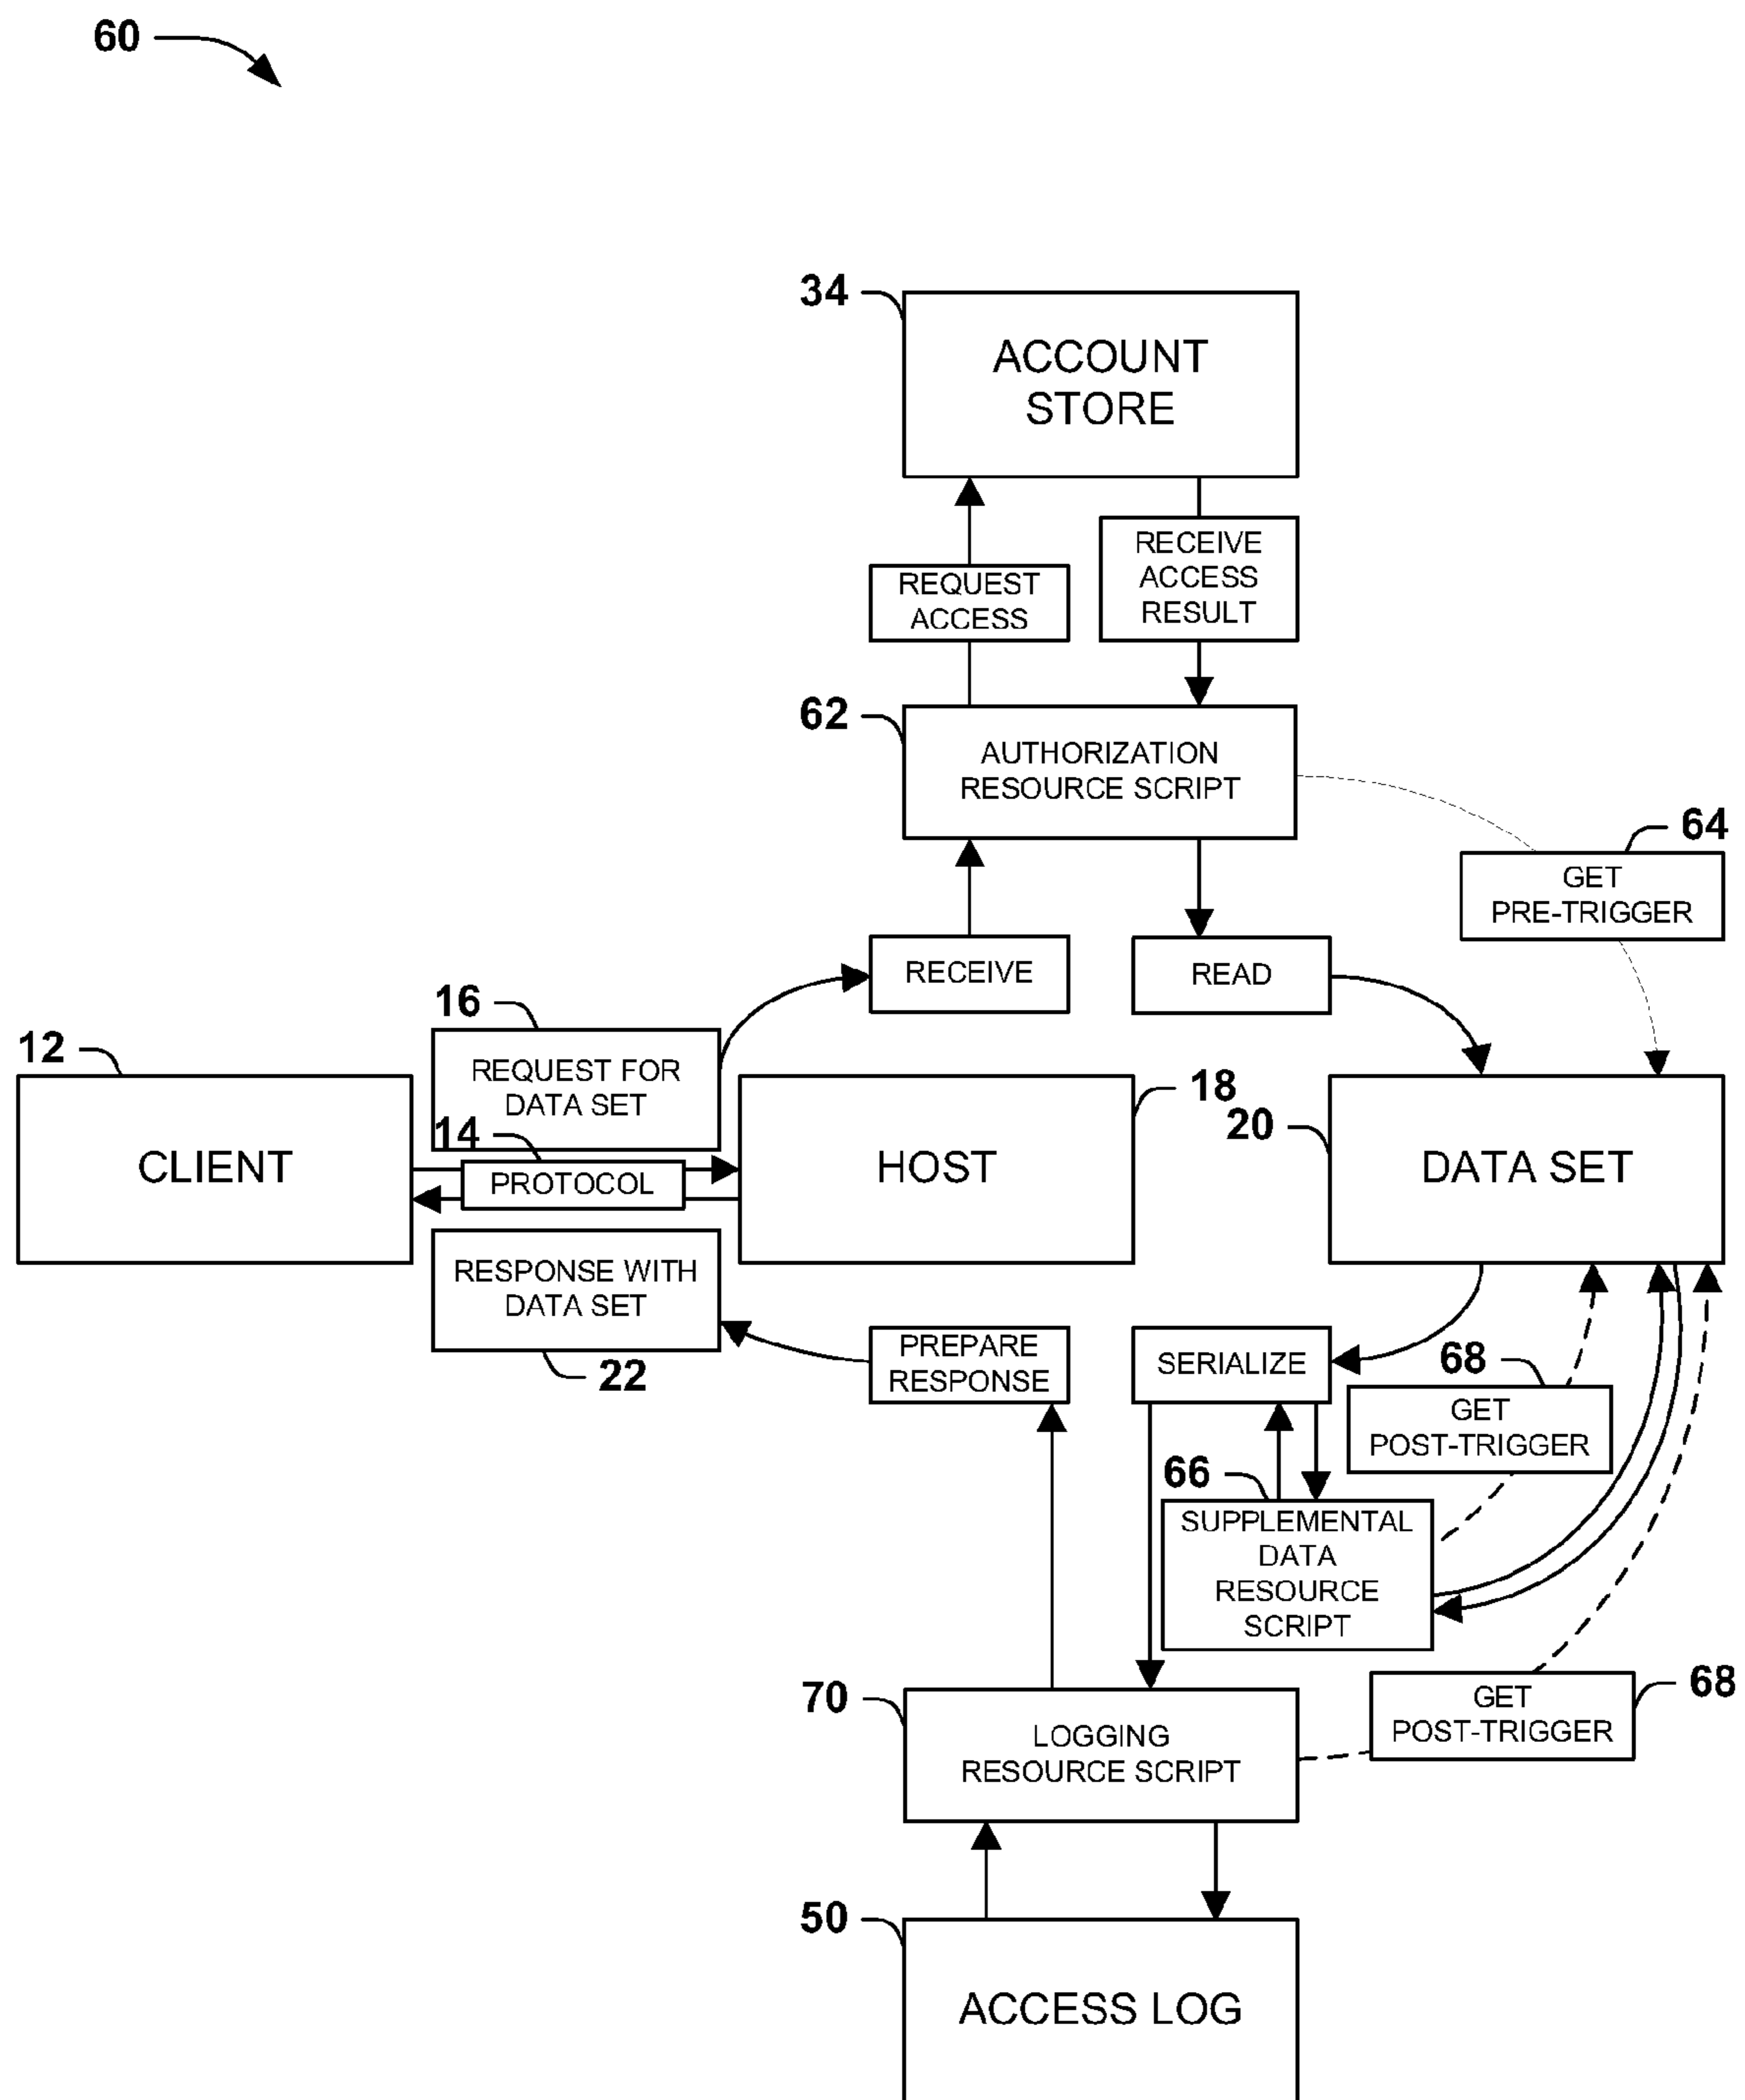 60
34
ACCOUNT
STORE
REQUEST
ACCESS
RECEIVE
ACCESS
RESULT
62
AUTHORIZATION
RESOURCE SCRIPT
64
GET
PRE-TRIGGER
RECEIVE
READ
16
REQUEST FOR
DATA SET
12
CLIENT
14
PROTOCOL
18
HOST
20
DATA SET
RESPONSE WITH
DATA SET
22
PREPARE
RESPONSE
SERIALIZE
68
GET
POST-TRIGGER
66
SUPPLEMENTAL
DATA
RESOURCE
SCRIPT
70
LOGGING
RESOURCE SCRIPT
GET
POST-TRIGGER
68
50
ACCESS LOG